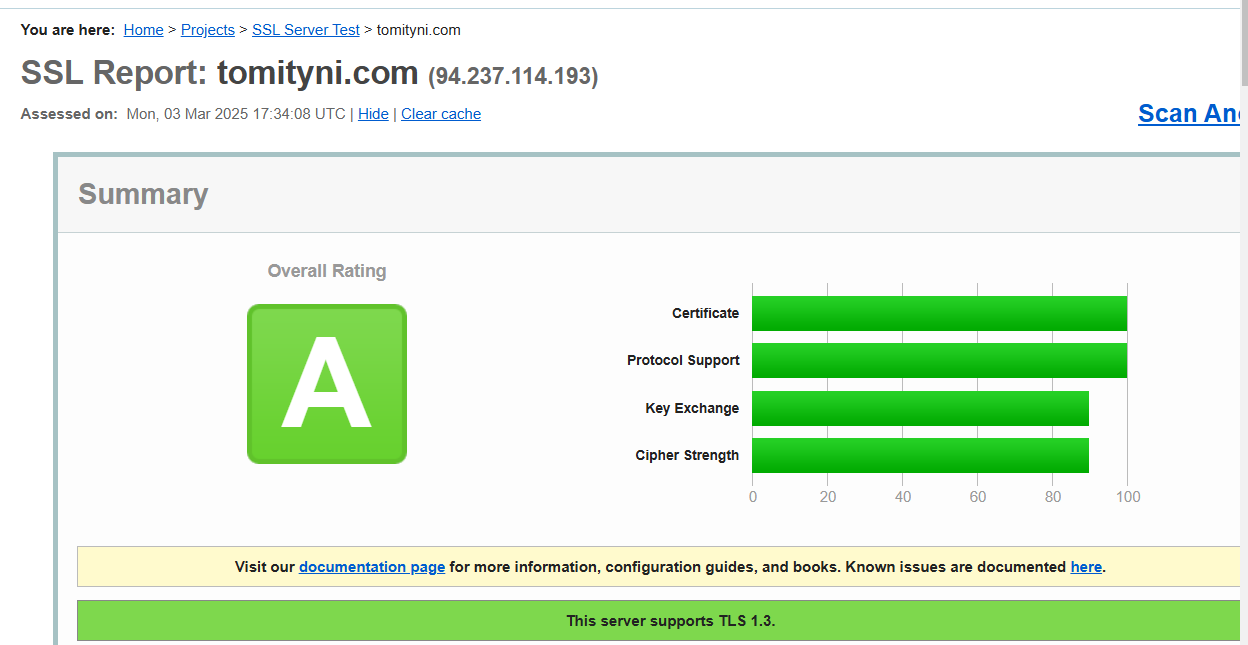 You are here: Home > Projects > SSL Server Test > tomityni.com
SSL Report: tomityni.com (94.237.114.193)
Assessed on: Mon, 03 Mar 2025 17:34:08 UTC | Hide | Clear cache
Scan An
Summary
Overall Rating
A
Certificate
Protocol Support
Key Exchange
Cipher Strength
0 20 40 60 80 100
Visit our documentation page for more information, configuration guides, and books. Known issues are documented here.
This server supports TLS 1.3.